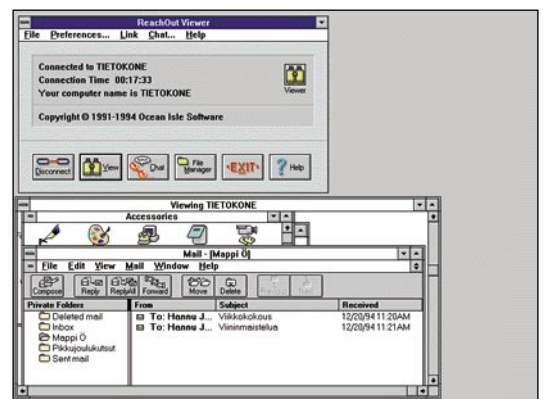 ReachOut Viewer
File Preferences... Link Chat... Help
Connected to TIETOKONE
Connection Time 00:17:33
Your computer name is TIETOKONE
Viewer
Copyright © 1991-1994 Ocean Isle Software
Disconnect View Chat File Manager EXIT Help
Viewing TIETOKONE
Accessories
Mail - [Mappi Ö]
File Edit View Mail Window Help
Compose Reply ReplyAll Forward Move Delete Previous Next
Private Folders From Subject Received
Deleted mail To: Hannu J... Viikkokokous 12/20/94 11:20AM
Inbox To: Hannu J... Viininmaistelua 12/20/94 11:21AM
Mappi Ö
Pikkujoulukutsut
Sent mail